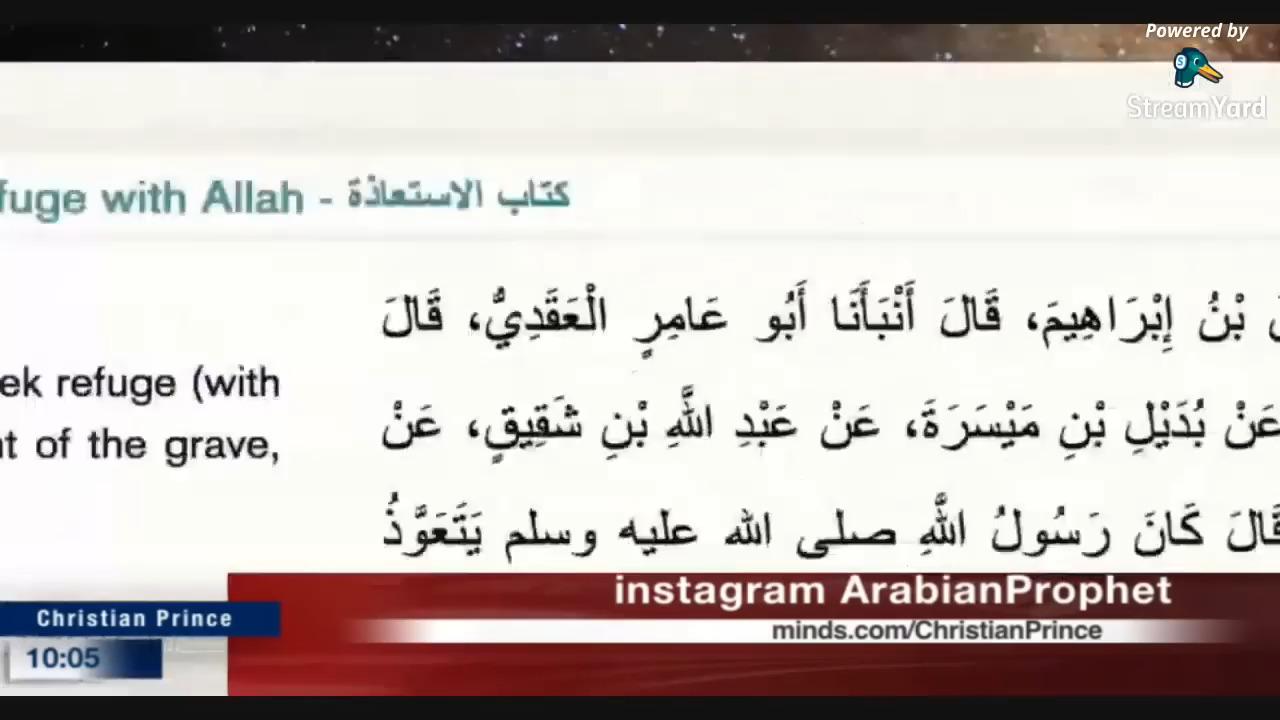 Powered by
StreamYard
fuge with Allah - كتاب الاستعاذة
بْنُ إِبْرَاهِيمَ، قَالَ أَنْبَأَنَا أَبُو عَامِرٍ الْعَقَدِيُّ، قَالَ
عَنْ بُدَيْلِ بْنِ مَيْسَرَةَ، عَنْ عَبْدِ اللَّهِ بْنِ شَقِيقٍ، عَنْ
قَالَ كَانَ رَسُولُ اللَّهِ صلى الله عليه وسلم يَتَعَوَّذُ
ek refuge (with
t of the grave,
instagram ArabianProphet
minds.com/ChristianPrince
Christian Prince
10:05